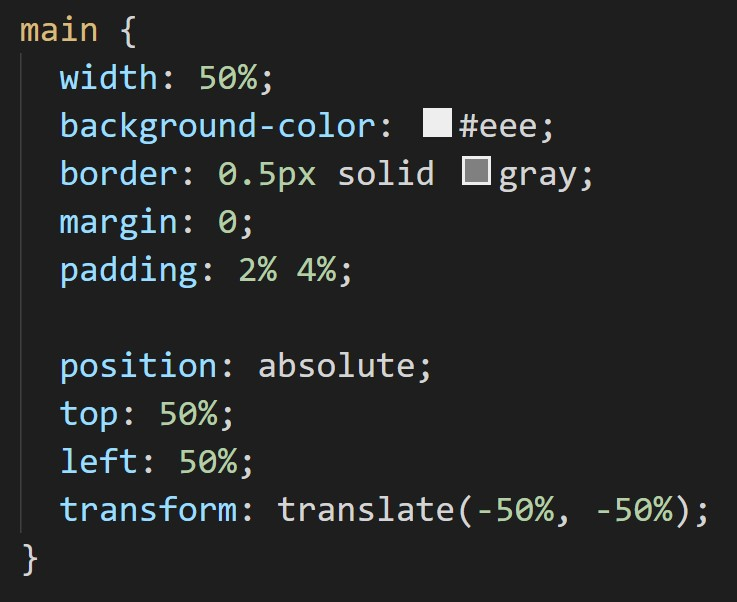 main {
  width: 50%;
  background-color: #eee;
  border: 0.5px solid gray;
  margin: 0;
  padding: 2% 4%;

  position: absolute;
  top: 50%;
  left: 50%;
  transform: translate(-50%, -50%);
}